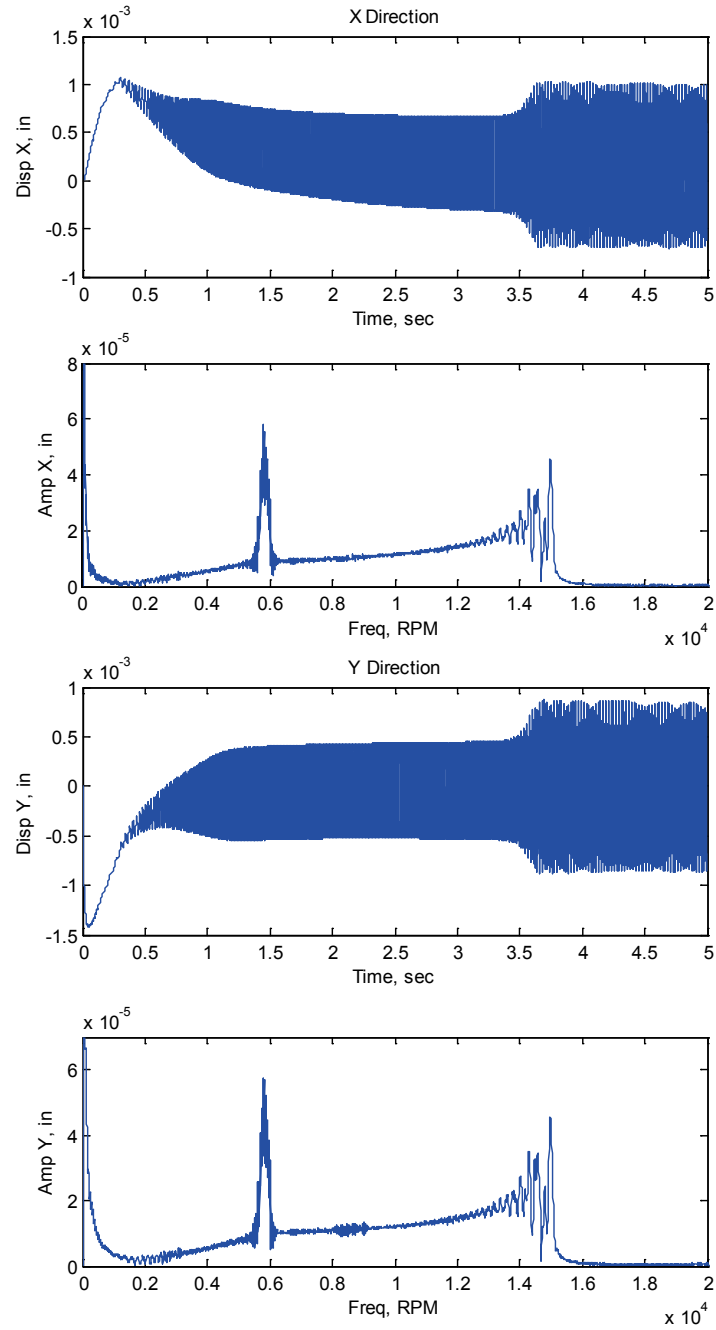 x 10-3
X Direction
1.5
1
0.5
0
-0.5
-1
Disp X, in
0 0.5 1 1.5 2 2.5 3 3.5 4 4.5 5
Time, sec
x 10-5
8
6
4
2
0
Amp X, in
0 0.2 0.4 0.6 0.8 1 1.2 1.4 1.6 1.8 2
Freq, RPM
x 10 4
x 10-3
Y Direction
1
0.5
0
-0.5
-1
-1.5
Disp Y, in
0 0.5 1 1.5 2 2.5 3 3.5 4 4.5 5
Time, sec
x 10-5
6
4
2
0
Amp Y, in
0 0.2 0.4 0.6 0.8 1 1.2 1.4 1.6 1.8 2
Freq, RPM
x 10 4